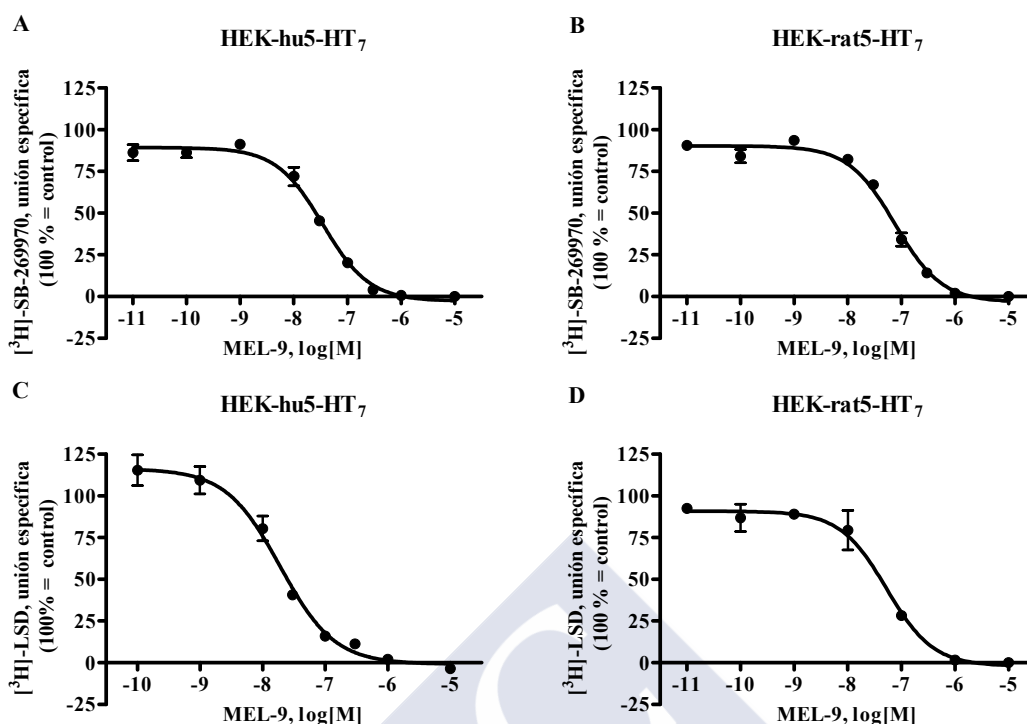 A
HEK-hu5-HT₇
[³H]-SB-269970, unión específica
(100 % = control)
125
100
75
50
25
0
-25
-11 -10 -9 -8 -7 -6 -5
MEL-9, log[M]
B
HEK-rat5-HT₇
[³H]-SB-269970, unión específica
(100 % = control)
125
100
75
50
25
0
-25
-11 -10 -9 -8 -7 -6 -5
MEL-9, log[M]
C
HEK-hu5-HT₇
[³H]-LSD, unión específica
(100% = control)
125
100
75
50
25
0
-25
-10 -9 -8 -7 -6 -5
MEL-9, log[M]
D
HEK-rat5-HT₇
[³H]-LSD, unión específica
(100 % = control)
125
100
75
50
25
0
-25
-11 -10 -9 -8 -7 -6 -5
MEL-9, log[M]